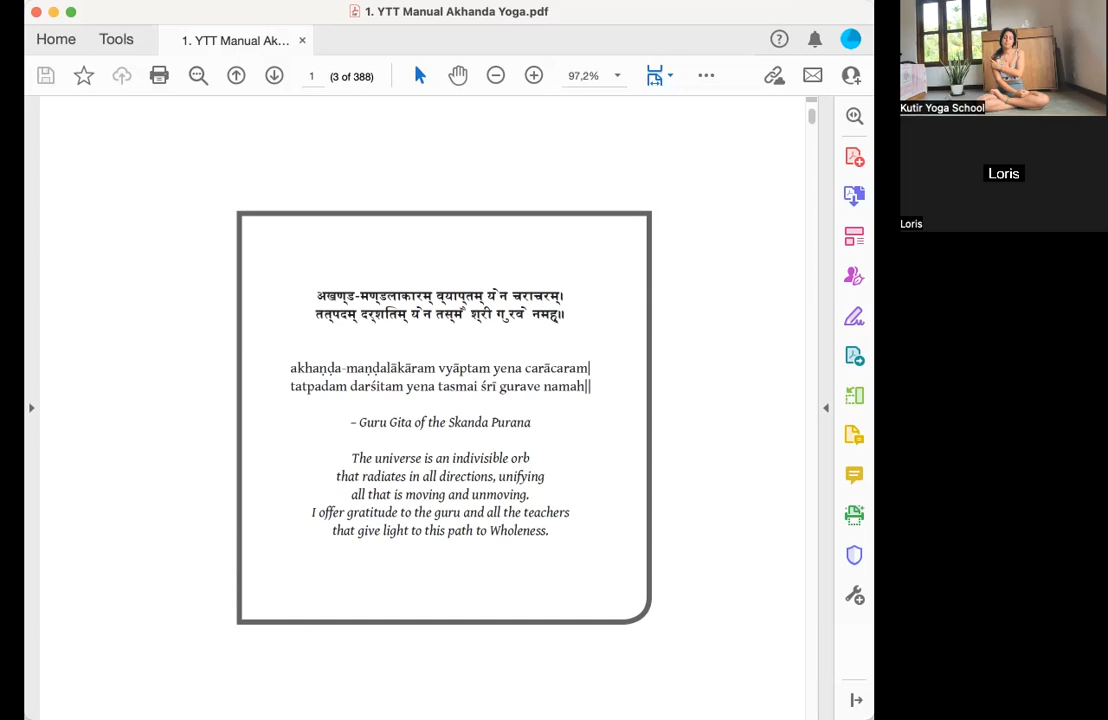 1. YTT Manual Akhanda Yoga.pdf
Home Tools 1. YTT Manual Ak... ×
1 (3 of 388) 97,2%
Kutir Yoga School
Loris
Loris
अखण्ड-मण्डलाकारम् व्याप्तम् येन चराचरम्।
तत्पदम् दर्शितम् येन तस्मै श्री गुरवे नमह्॥
akhaṇḍa-maṇḍalākāram vyāptam yena carācaram|
tatpadam darśitam yena tasmai śrī gurave namah||
– Guru Gita of the Skanda Purana
The universe is an indivisible orb
that radiates in all directions, unifying
all that is moving and unmoving.
I offer gratitude to the guru and all the teachers
that give light to this path to Wholeness.